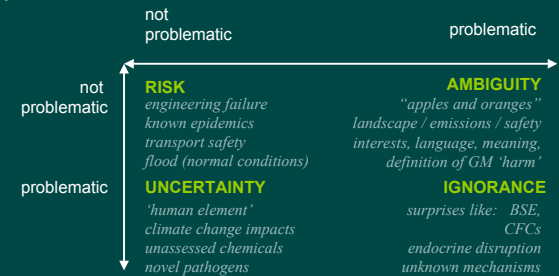 not
problematic
problematic
not
problematic
RISK
engineering failure
known epidemics
transport safety
flood (normal conditions)
AMBIGUITY
“apples and oranges”
landscape / emissions / safety
interests, language, meaning,
definition of GM ‘harm’
problematic
UNCERTAINTY
‘human element’
climate change impacts
unassessed chemicals
novel pathogens
IGNORANCE
surprises like: BSE,
CFCs
endocrine disruption
unknown mechanisms